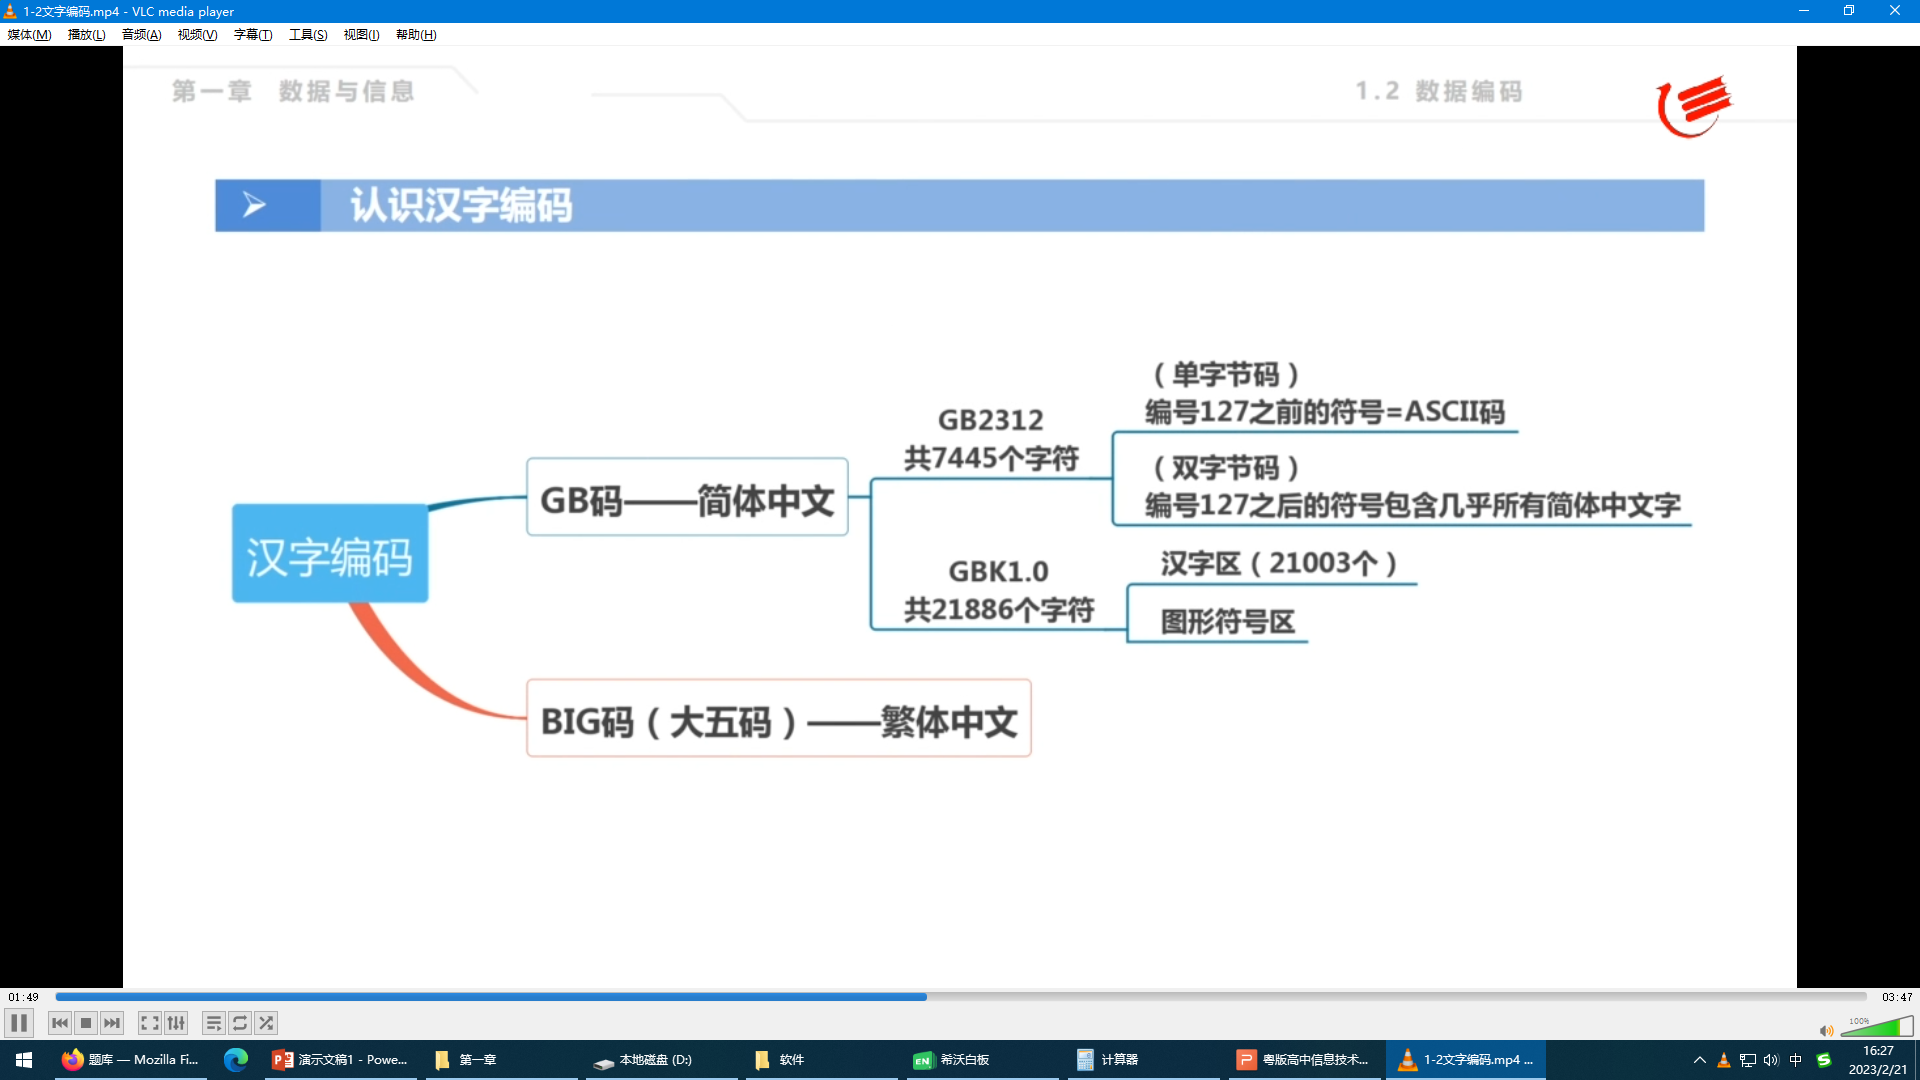 1-2文字编码.mp4 - VLC media player
媒体(M) 播放(L) 音频(A) 视频(V) 字幕(T) 工具(S) 视图(I) 帮助(H)
第一章 数据与信息
1.2 数据编码
认识汉字编码
（单字节码）
编号127之前的符号=ASCII码
GB2312
共7445个字符
（双字节码）
编号127之后的符号包含几乎所有简体中文字
GB码——简体中文
汉字编码
GBK1.0
共21886个字符
汉字区（21003个）
图形符号区
BIG码（大五码）——繁体中文
01:49
03:47
100%
题库 — Mozilla Fi...
演示文稿1 - Powe...
第一章
本地磁盘 (D:)
软件
EN 希沃白板
计算器
粤版高中信息技术...
1-2文字编码.mp4 ...
中
16:27
2023/2/21